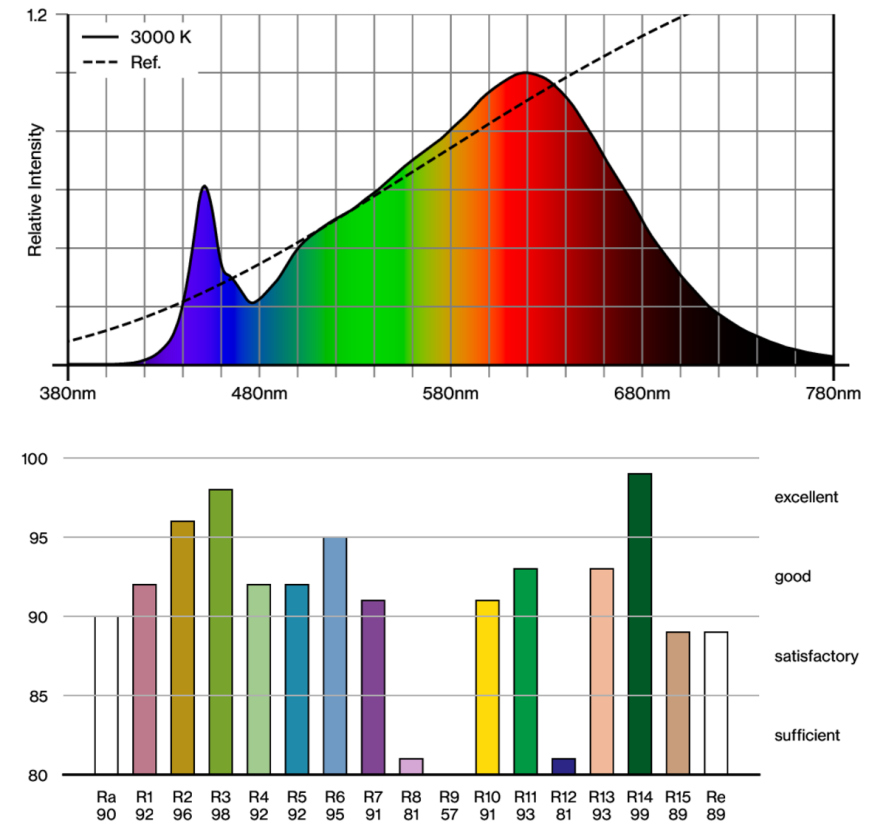 1.2
3000 K
Ref.
Relative Intensity
380nm 480nm 580nm 680nm 780nm
100
excellent
95
good
90
satisfactory
85
sufficient
80
Ra R1 R2 R3 R4 R5 R6 R7 R8 R9 R10 R11 R12 R13 R14 R15 Re
90 92 96 98 92 92 95 91 81 57 91 93 81 93 99 89 89